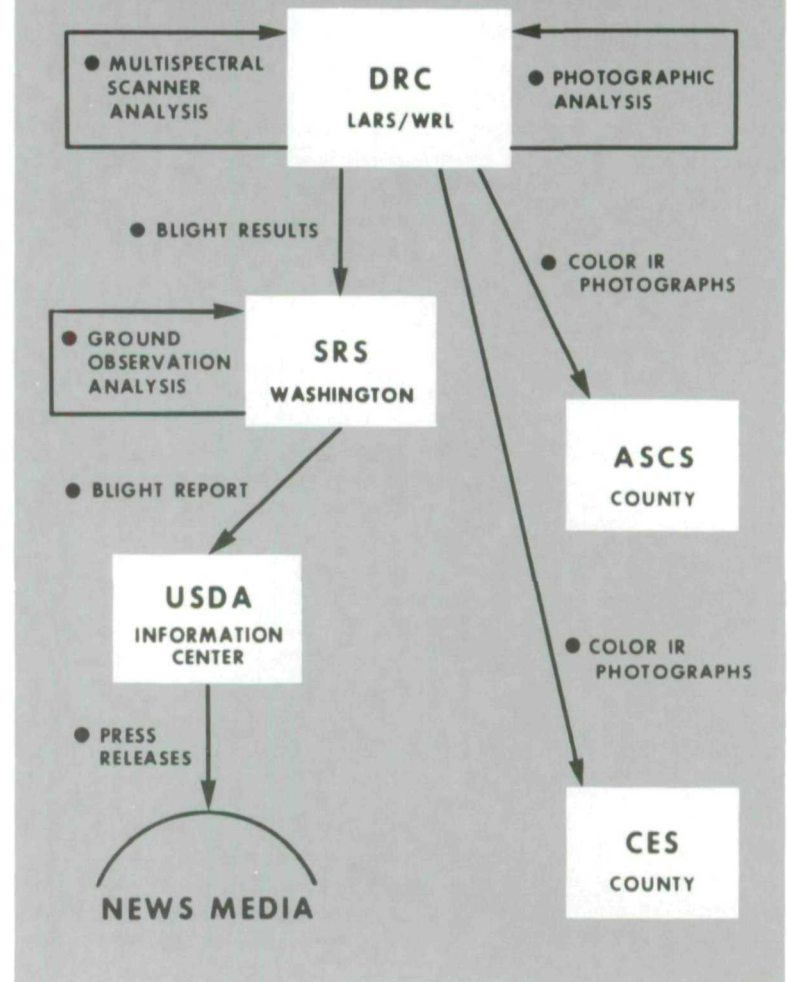 ● MULTISPECTRAL
SCANNER
ANALYSIS
DRC
LARS/WRL
● PHOTOGRAPHIC
ANALYSIS
● BLIGHT RESULTS
● COLOR IR
PHOTOGRAPHS
● GROUND
OBSERVATION
ANALYSIS
SRS
WASHINGTON
ASCS
COUNTY
● BLIGHT REPORT
USDA
INFORMATION
CENTER
● COLOR IR
PHOTOGRAPHS
● PRESS
RELEASES
CES
COUNTY
NEWS MEDIA